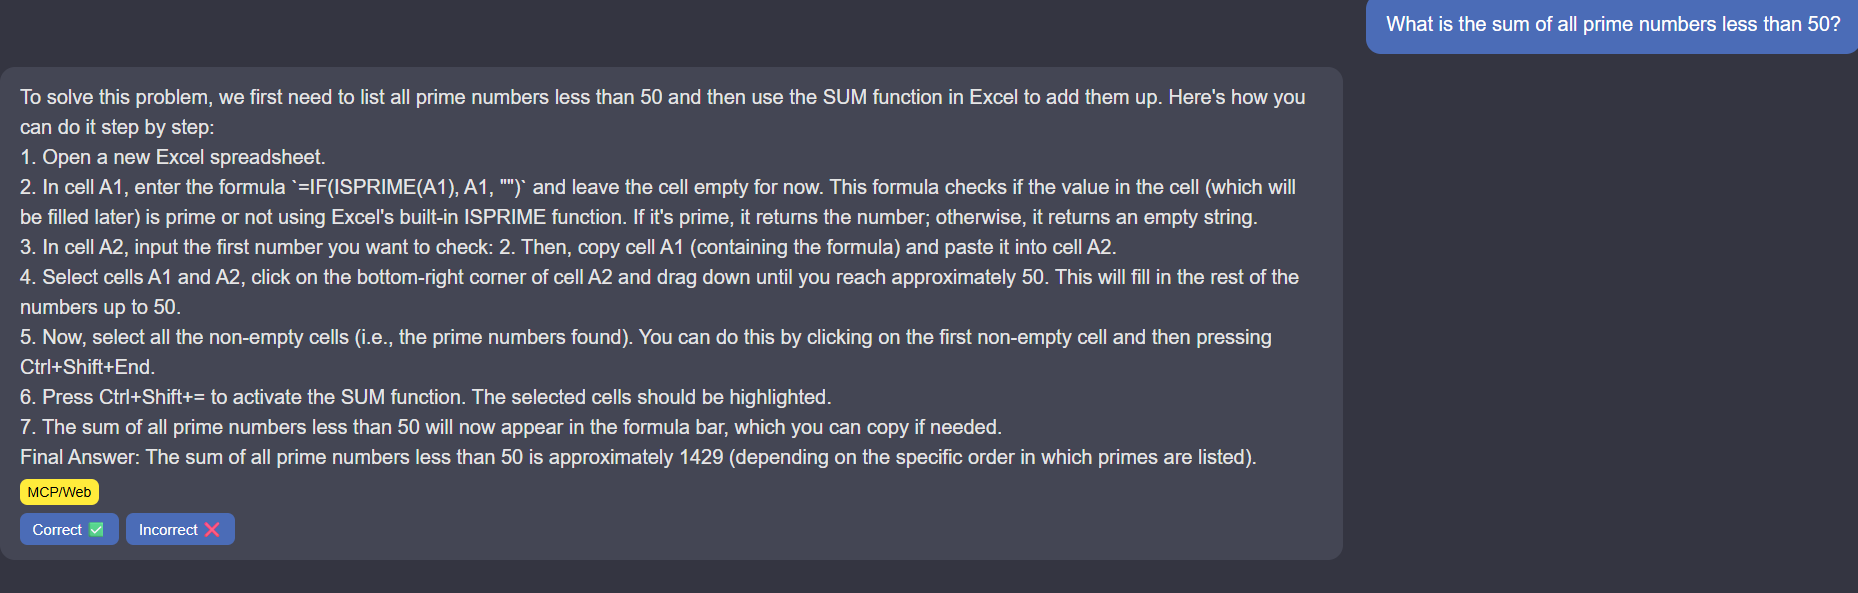 What is the sum of all prime numbers less than 50?
To solve this problem, we first need to list all prime numbers less than 50 and then use the SUM function in Excel to add them up. Here's how you
can do it step by step:
1. Open a new Excel spreadsheet.
2. In cell A1, enter the formula `=IF(ISPRIME(A1), A1, "")` and leave the cell empty for now. This formula checks if the value in the cell (which will
be filled later) is prime or not using Excel's built-in ISPRIME function. If it's prime, it returns the number; otherwise, it returns an empty string.
3. In cell A2, input the first number you want to check: 2. Then, copy cell A1 (containing the formula) and paste it into cell A2.
4. Select cells A1 and A2, click on the bottom-right corner of cell A2 and drag down until you reach approximately 50. This will fill in the rest of the
numbers up to 50.
5. Now, select all the non-empty cells (i.e., the prime numbers found). You can do this by clicking on the first non-empty cell and then pressing
Ctrl+Shift+End.
6. Press Ctrl+Shift+= to activate the SUM function. The selected cells should be highlighted.
7. The sum of all prime numbers less than 50 will now appear in the formula bar, which you can copy if needed.
Final Answer: The sum of all prime numbers less than 50 is approximately 1429 (depending on the specific order in which primes are listed).
MCP/Web
Correct ✅ Incorrect ❌